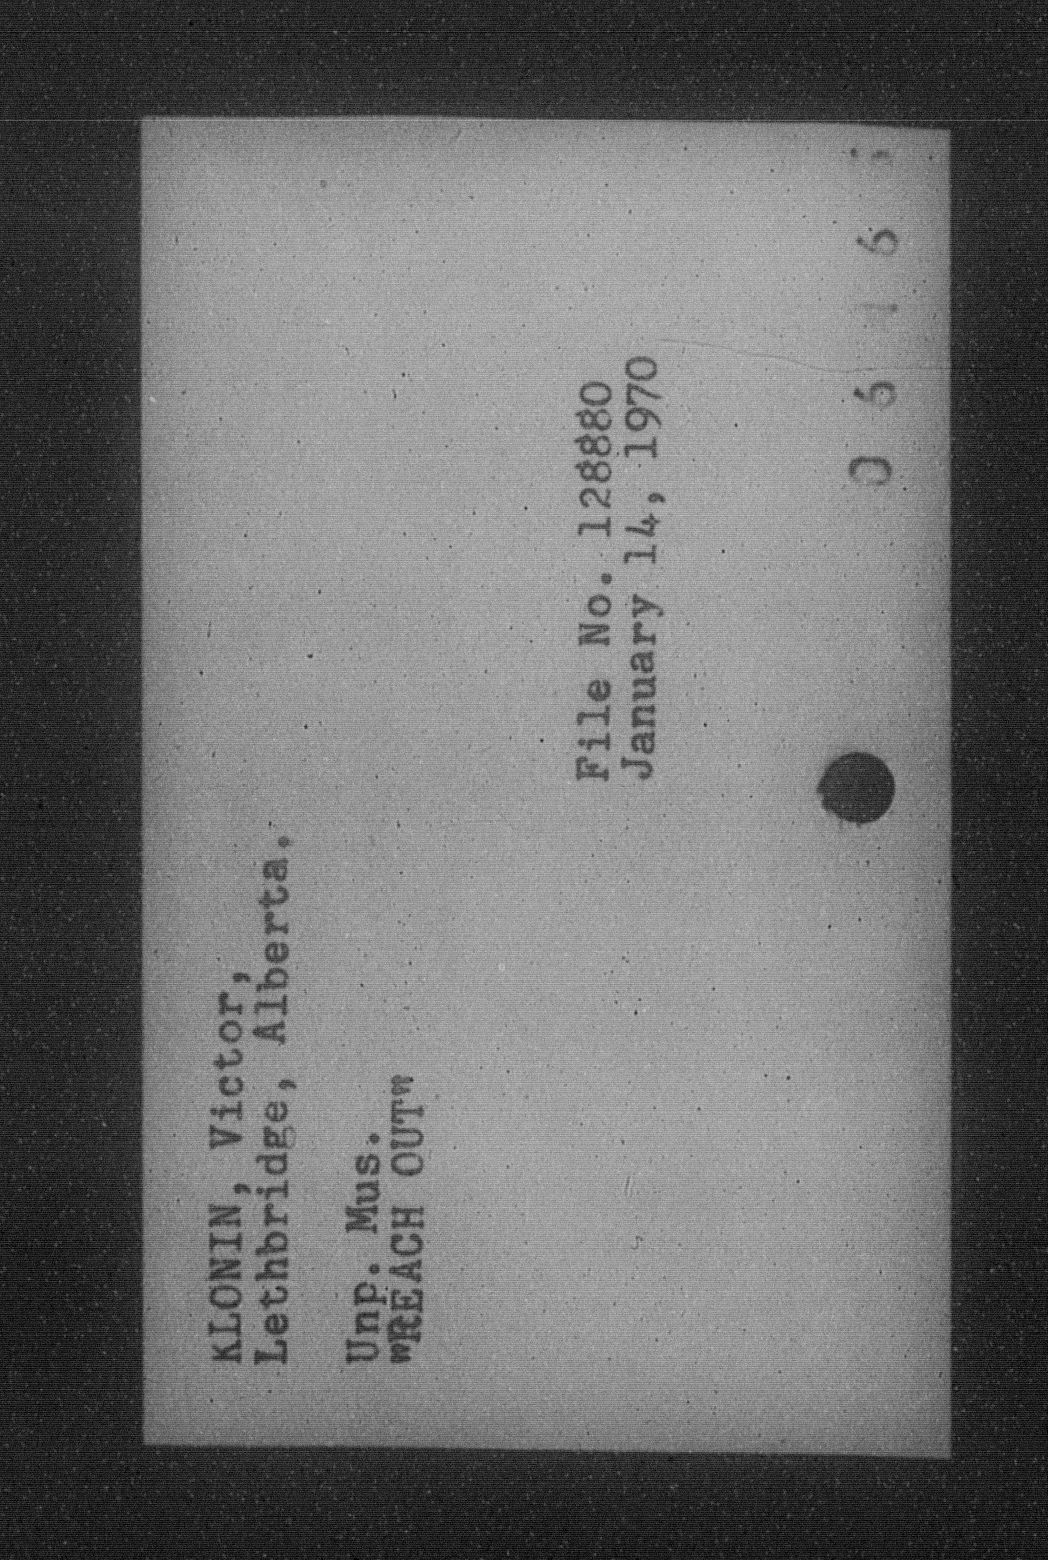 KLONIN, Victor,
Lethbridge, Alberta.
Unp. Mus.
"REACH OUT"
File No. 128880
January 14, 1970